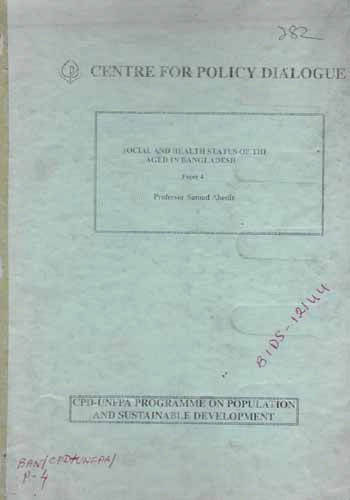 282
CENTRE FOR POLICY DIALOGUE
SOCIAL AND HEALTH STATUS OF THE
AGED IN BANGLADESH
Paper 4
Professor Samad Abedin
BIDS-12144
CPD-UNFPA PROGRAMME ON POPULATION
AND SUSTAINABLE DEVELOPMENT
BAN/CPD+UNFPA/
P-4